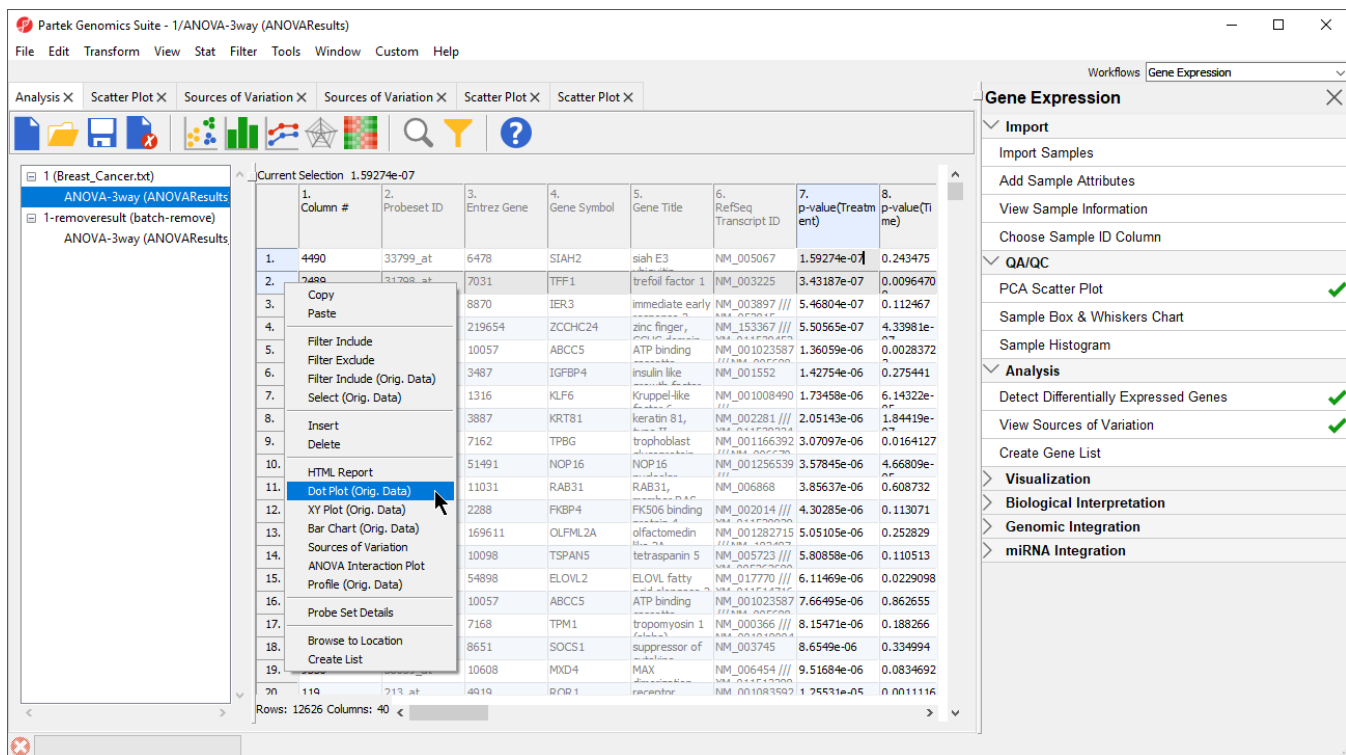 Partek Genomics Suite - 1/ANOVA-3way (ANOVAResults)
File Edit Transform View Stat Filter Tools Window Custom Help
Workflows Gene Expression
Analysis X Scatter Plot X Sources of Variation X Sources of Variation X Scatter Plot X Scatter Plot X
1 (Breast_Cancer.txt)
ANOVA-3way (ANOVAResults
1-removeresult (batch-remove)
ANOVA-3way (ANOVAResults
Current Selection 1.59274e-07
1. Column # 2. Probeset ID 3. Entrez Gene 4. Gene Symbol 5. Gene Title 6. RefSeq Transcript ID 7. p-value(Treatment) 8. p-value(Time)
1. 4490 33799_at 6478 SIAH2 siah E3 NM_005067 1.59274e-07 0.243475
2. 2489 31798_at 7031 TFF1 trefoil factor 1 NM_003225 3.43187e-07 0.0096470
3. 8870 IER3 immediate early NM_003897 /// 5.46804e-07 0.112467
4. 219654 ZCCHC24 zinc finger, NM_153367 /// 5.50565e-07 4.33981e-
5. 10057 ABCC5 ATP binding NM_001023587 1.36059e-06 0.0028372
6. 3487 IGFBP4 insulin like NM_001552 1.42754e-06 0.275441
7. 1316 KLF6 Kruppel-like NM_001008490 1.73458e-06 6.14322e-
8. 3887 KRT81 keratin 81, NM_002281 /// 2.05143e-06 1.84419e-
9. 7162 TPBG trophoblast NM_001166392 3.07097e-06 0.0164127
10. 51491 NOP16 NOP16 NM_001256539 3.57845e-06 4.66809e-
11. 11031 RAB31 RAB31, NM_006868 3.85637e-06 0.608732
12. 2288 FKBP4 FK506 binding NM_002014 /// 4.30285e-06 0.113071
13. 169611 OLFML2A olfactomedin NM_001282715 5.05105e-06 0.252829
14. 10098 TSPAN5 tetraspanin 5 NM_005723 /// 5.80858e-06 0.110513
15. 54898 ELOVL2 ELOVL fatty NM_017770 /// 6.11469e-06 0.0229098
16. 10057 ABCC5 ATP binding NM_001023587 7.66495e-06 0.862655
17. 7168 TPM1 tropomyosin 1 NM_000366 /// 8.15471e-06 0.188266
18. 8651 SOCS1 suppressor of NM_003745 8.6549e-06 0.334994
19. 10608 MXD4 MAX NM_006454 /// 9.51684e-06 0.0834692
20. 119 213_at 4919 ROR1 receptor NM_001083592 1.25531e-05 0.0011116
Rows: 12626 Columns: 40
Copy
Paste
Filter Include
Filter Exclude
Filter Include (Orig. Data)
Select (Orig. Data)
Insert
Delete
HTML Report
Dot Plot (Orig. Data)
XY Plot (Orig. Data)
Bar Chart (Orig. Data)
Sources of Variation
ANOVA Interaction Plot
Profile (Orig. Data)
Probe Set Details
Browse to Location
Create List
Gene Expression
Import
Import Samples
Add Sample Attributes
View Sample Information
Choose Sample ID Column
QA/QC
PCA Scatter Plot
Sample Box & Whiskers Chart
Sample Histogram
Analysis
Detect Differentially Expressed Genes
View Sources of Variation
Create Gene List
Visualization
Biological Interpretation
Genomic Integration
miRNA Integration